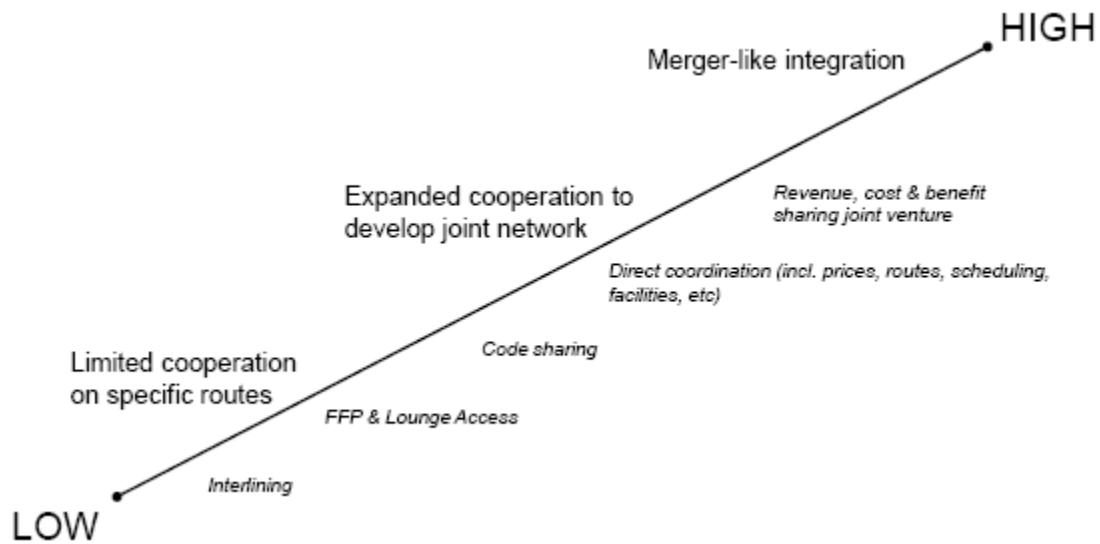 HIGH
Merger-like integration
Expanded cooperation to
develop joint network
Revenue, cost & benefit
sharing joint venture
Direct coordination (incl. prices, routes, scheduling,
facilities, etc)
Code sharing
Limited cooperation
on specific routes
FFP & Lounge Access
Interlining
LOW